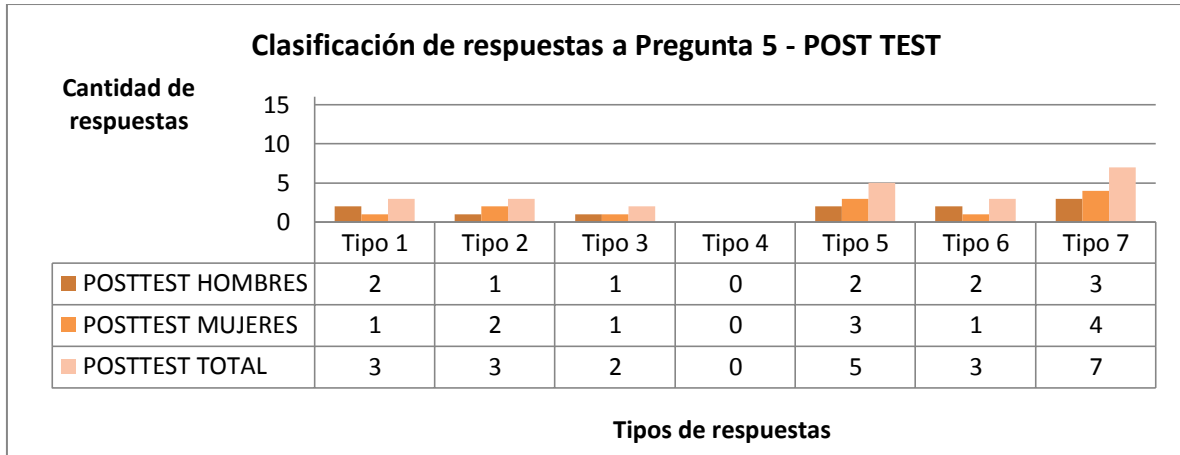 Clasificación de respuestas a Pregunta 5 - POST TEST
Cantidad de
respuestas
15
10
5
0
Tipo 1 Tipo 2 Tipo 3 Tipo 4 Tipo 5 Tipo 6 Tipo 7
POSTTEST HOMBRES 2 1 1 0 2 2 3
POSTTEST MUJERES 1 2 1 0 3 1 4
POSTTEST TOTAL 3 3 2 0 5 3 7
Tipos de respuestas